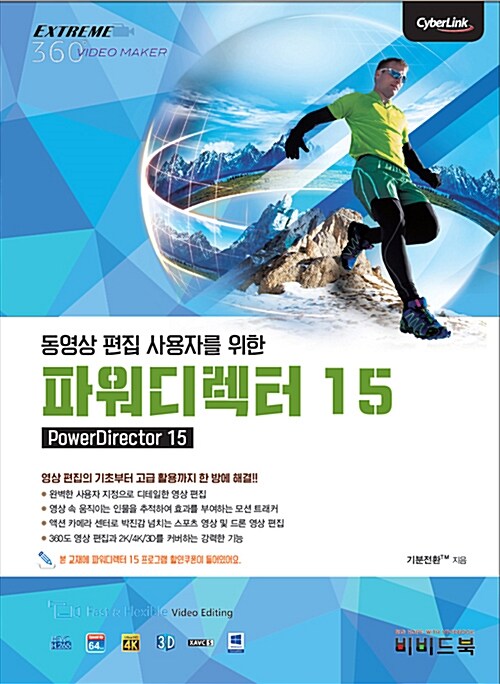 EXTREME
360° VIDEO MAKER
CyberLink
동영상 편집 사용자를 위한
파워디렉터 15
PowerDirector 15
영상 편집의 기초부터 고급 활용까지 한 방에 해결!!
• 완벽한 사용자 지정으로 디테일한 영상 편집
• 영상 속 움직이는 인물을 추적하여 효과를 부여하는 모션 트래커
• 액션 카메라 센터로 박진감 넘치는 스포츠 영상 및 드론 영상 편집
• 360도 영상 편집과 2K/4K/3D를 커버하는 강력한 기능
본 교재에 파워디렉터 15 프로그램 할인쿠폰이 들어있어요.
기분전환™ 지음
Fast & Flexible Video Editing
64
4K
3D
XAVC S
Windows
비비드북